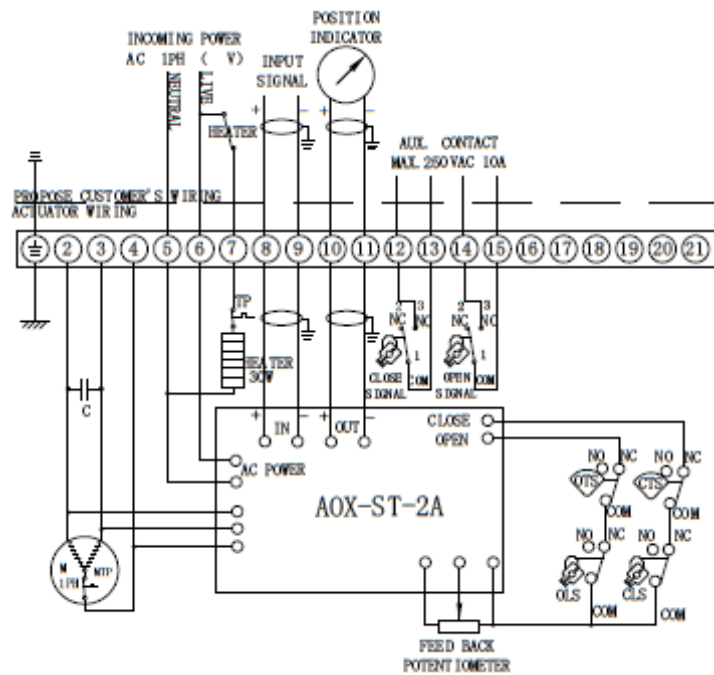 POSITION
INDICATOR
INCOMING POWER
AC 1PH ( V)
INPUT
SIGNAL
NEUTRAL
LIVE
HEATER
+ − + −
AUX. CONTACT
MAX. 250VAC 10A
PROPOSE CUSTOMER'S WIRING
ACTUATOR WIRING
2 3 4 5 6 7 8 9 10 11 12 13 14 15 16 17 18 19 20 21
TP
2 3 2 3
NC NC NC NC
HEATER
30W
1 1
CLOSE
SIGNAL
COM
OPEN
SIGNAL
COM
C
+ IN − + OUT −
CLOSE
OPEN
AC POWER
AOX-ST-2A
NO NC NO NC
OTS CTS
COM COM
NO NC NO NC
OLS CLS
COM COM
M MTP
1PH
FEED BACK
POTENTIOMETER